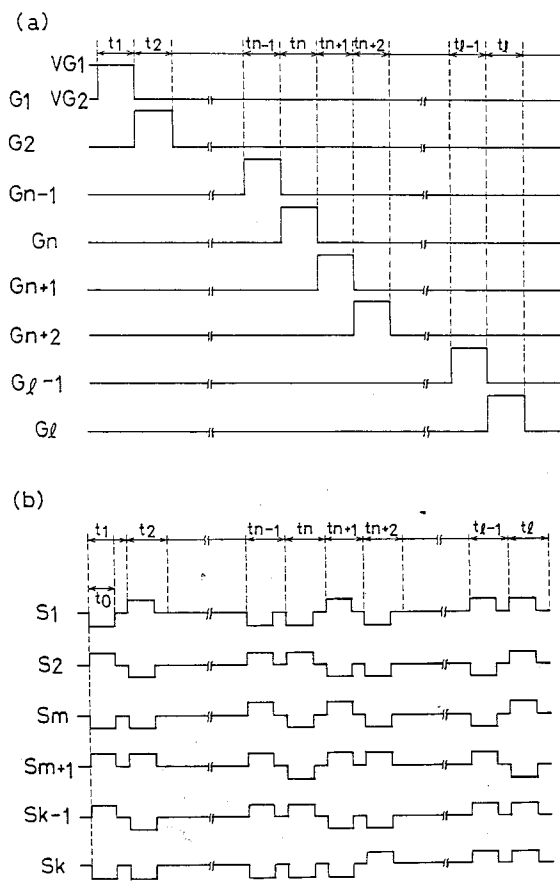 (a)
t1 t2 tn-1 tn tn+1 tn+2 tℓ-1 tℓ
VG1
G1 VG2
G2
Gn-1
Gn
Gn+1
Gn+2
Gℓ-1
Gℓ
(b)
t1 t2 tn-1 tn tn+1 tn+2 tℓ-1 tℓ
t0
S1
S2
Sm
Sm+1
Sk-1
Sk